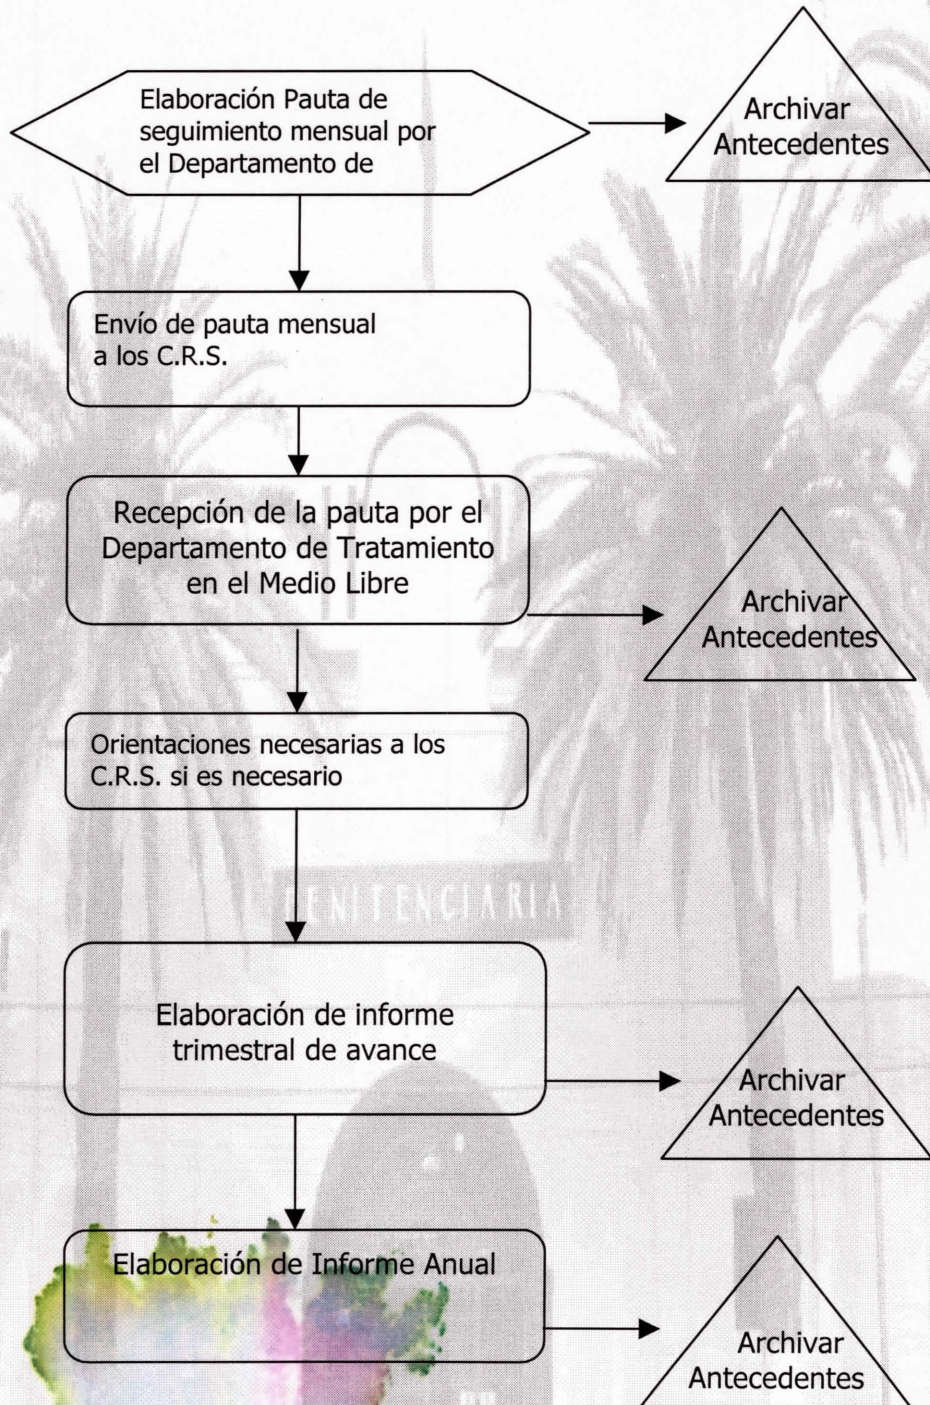 Elaboración Pauta de
seguimiento mensual por
el Departamento de
Archivar
Antecedentes
Envío de pauta mensual
a los C.R.S.
Recepción de la pauta por el
Departamento de Tratamiento
en el Medio Libre
Archivar
Antecedentes
Orientaciones necesarias a los
C.R.S. si es necesario
PENITENCIARIA
Elaboración de informe
trimestral de avance
Archivar
Antecedentes
Elaboración de Informe Anual
Archivar
Antecedentes